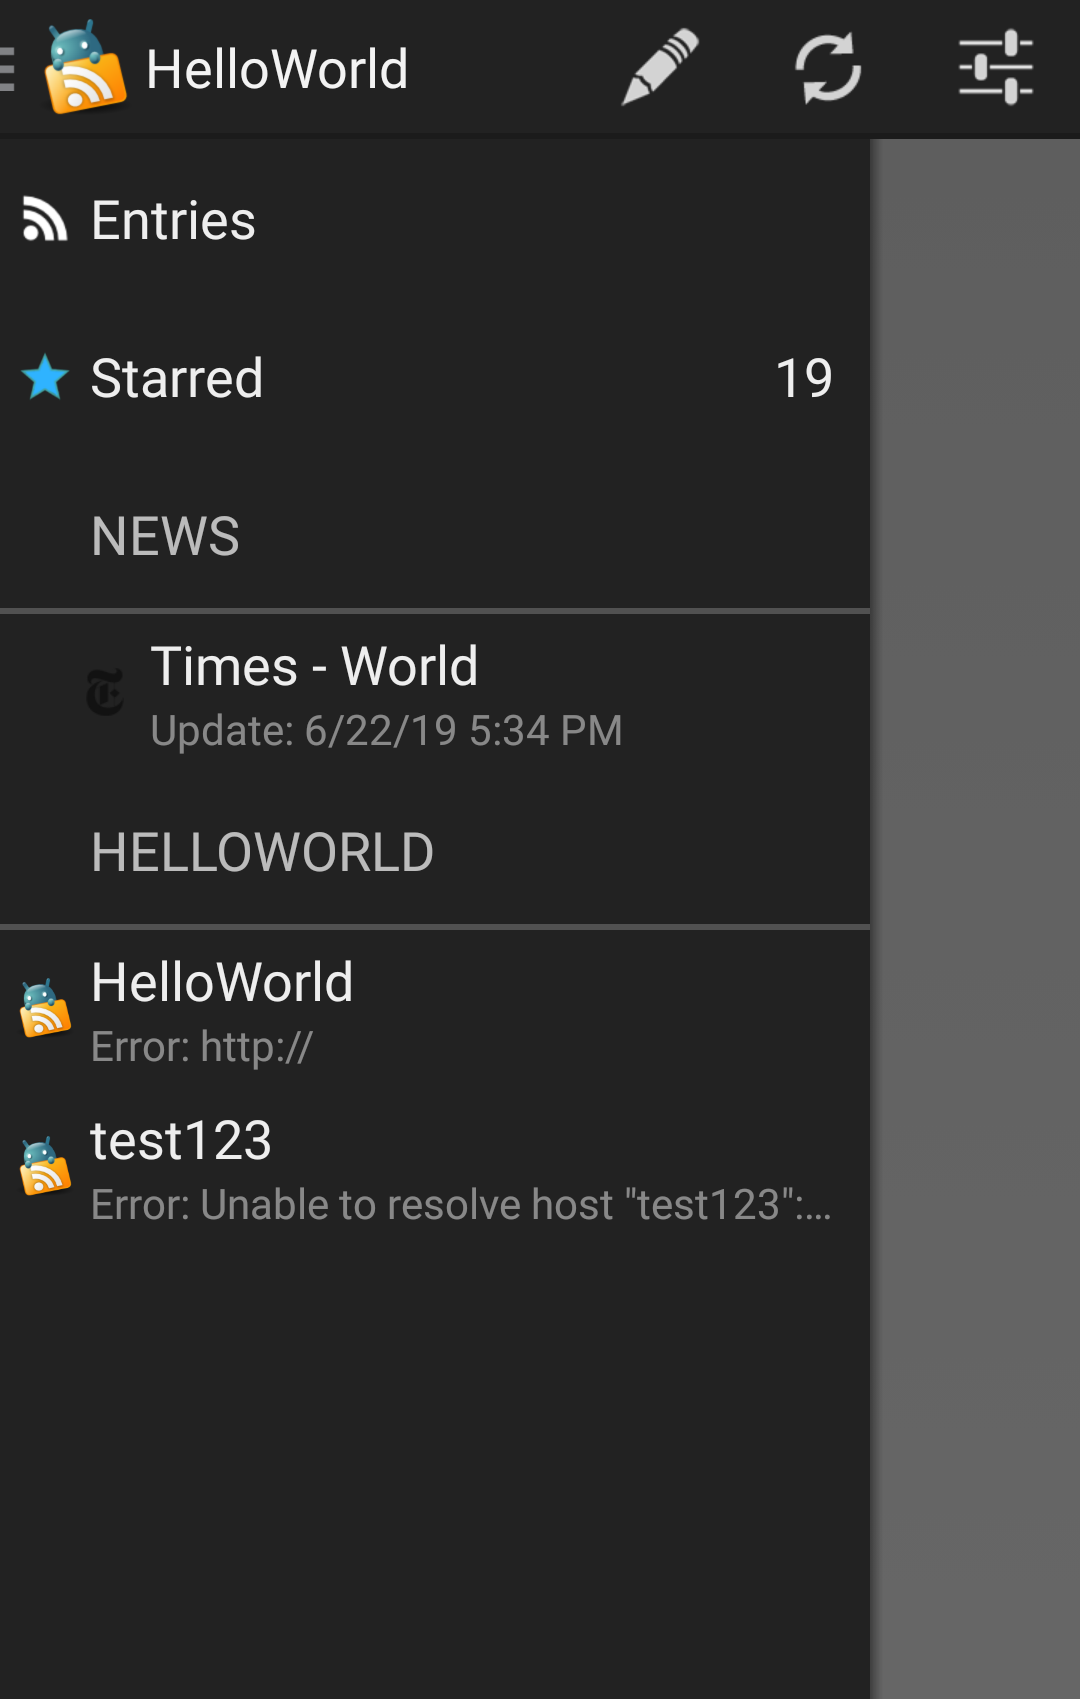 HelloWorld
Entries
Starred 19
NEWS
Times - World
Update: 6/22/19 5:34 PM
HELLOWORLD
HelloWorld
Error: http://
test123
Error: Unable to resolve host "test123":...